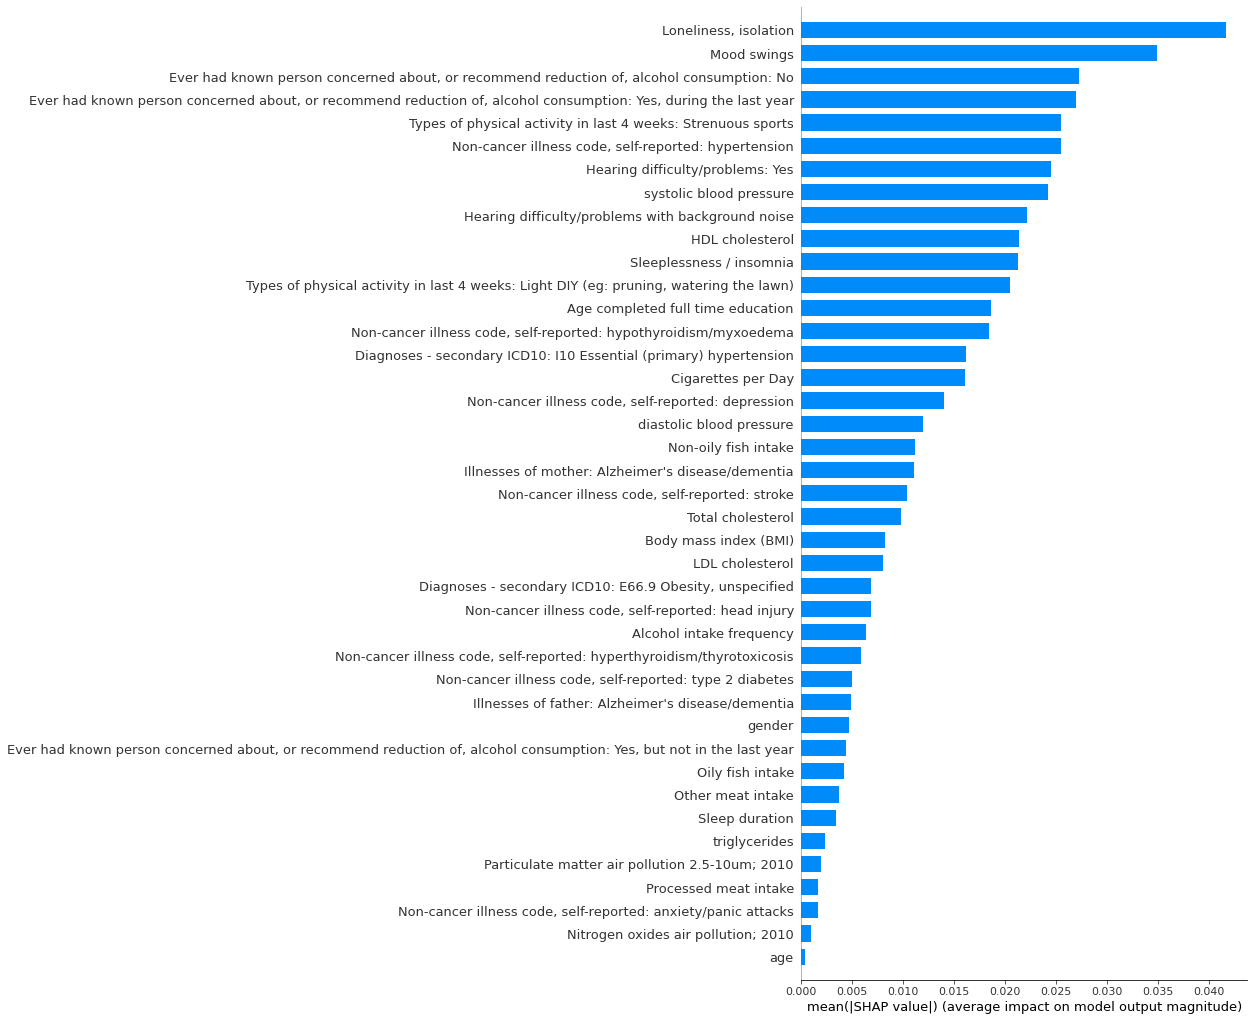 Loneliness, isolation
Mood swings
Ever had known person concerned about, or recommend reduction of, alcohol consumption: No
Ever had known person concerned about, or recommend reduction of, alcohol consumption: Yes, during the last year
Types of physical activity in last 4 weeks: Strenuous sports
Non-cancer illness code, self-reported: hypertension
Hearing difficulty/problems: Yes
systolic blood pressure
Hearing difficulty/problems with background noise
HDL cholesterol
Sleeplessness / insomnia
Types of physical activity in last 4 weeks: Light DIY (eg: pruning, watering the lawn)
Age completed full time education
Non-cancer illness code, self-reported: hypothyroidism/myxoedema
Diagnoses - secondary ICD10: I10 Essential (primary) hypertension
Cigarettes per Day
Non-cancer illness code, self-reported: depression
diastolic blood pressure
Non-oily fish intake
Illnesses of mother: Alzheimer's disease/dementia
Non-cancer illness code, self-reported: stroke
Total cholesterol
Body mass index (BMI)
LDL cholesterol
Diagnoses - secondary ICD10: E66.9 Obesity, unspecified
Non-cancer illness code, self-reported: head injury
Alcohol intake frequency
Non-cancer illness code, self-reported: hyperthyroidism/thyrotoxicosis
Non-cancer illness code, self-reported: type 2 diabetes
Illnesses of father: Alzheimer's disease/dementia
gender
Ever had known person concerned about, or recommend reduction of, alcohol consumption: Yes, but not in the last year
Oily fish intake
Other meat intake
Sleep duration
triglycerides
Particulate matter air pollution 2.5-10um; 2010
Processed meat intake
Non-cancer illness code, self-reported: anxiety/panic attacks
Nitrogen oxides air pollution; 2010
age
0.000 0.005 0.010 0.015 0.020 0.025 0.030 0.035 0.040
mean(|SHAP value|) (average impact on model output magnitude)